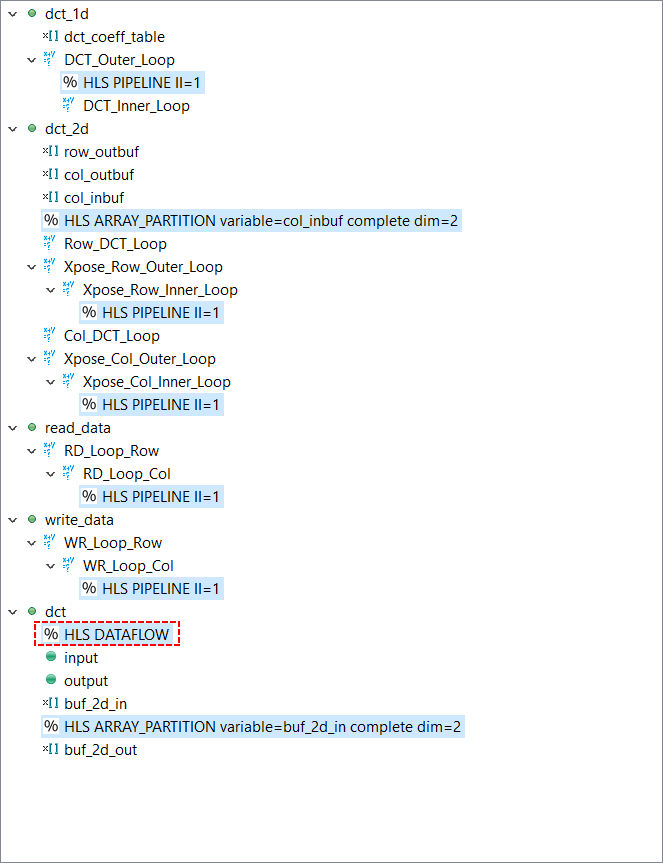 dct_1d
dct_coeff_table
DCT_Outer_Loop
% HLS PIPELINE II=1
DCT_Inner_Loop
dct_2d
row_outbuf
col_outbuf
col_inbuf
% HLS ARRAY_PARTITION variable=col_inbuf complete dim=2
Row_DCT_Loop
Xpose_Row_Outer_Loop
Xpose_Row_Inner_Loop
% HLS PIPELINE II=1
Col_DCT_Loop
Xpose_Col_Outer_Loop
Xpose_Col_Inner_Loop
% HLS PIPELINE II=1
read_data
RD_Loop_Row
RD_Loop_Col
% HLS PIPELINE II=1
write_data
WR_Loop_Row
WR_Loop_Col
% HLS PIPELINE II=1
dct
% HLS DATAFLOW
input
output
buf_2d_in
% HLS ARRAY_PARTITION variable=buf_2d_in complete dim=2
buf_2d_out